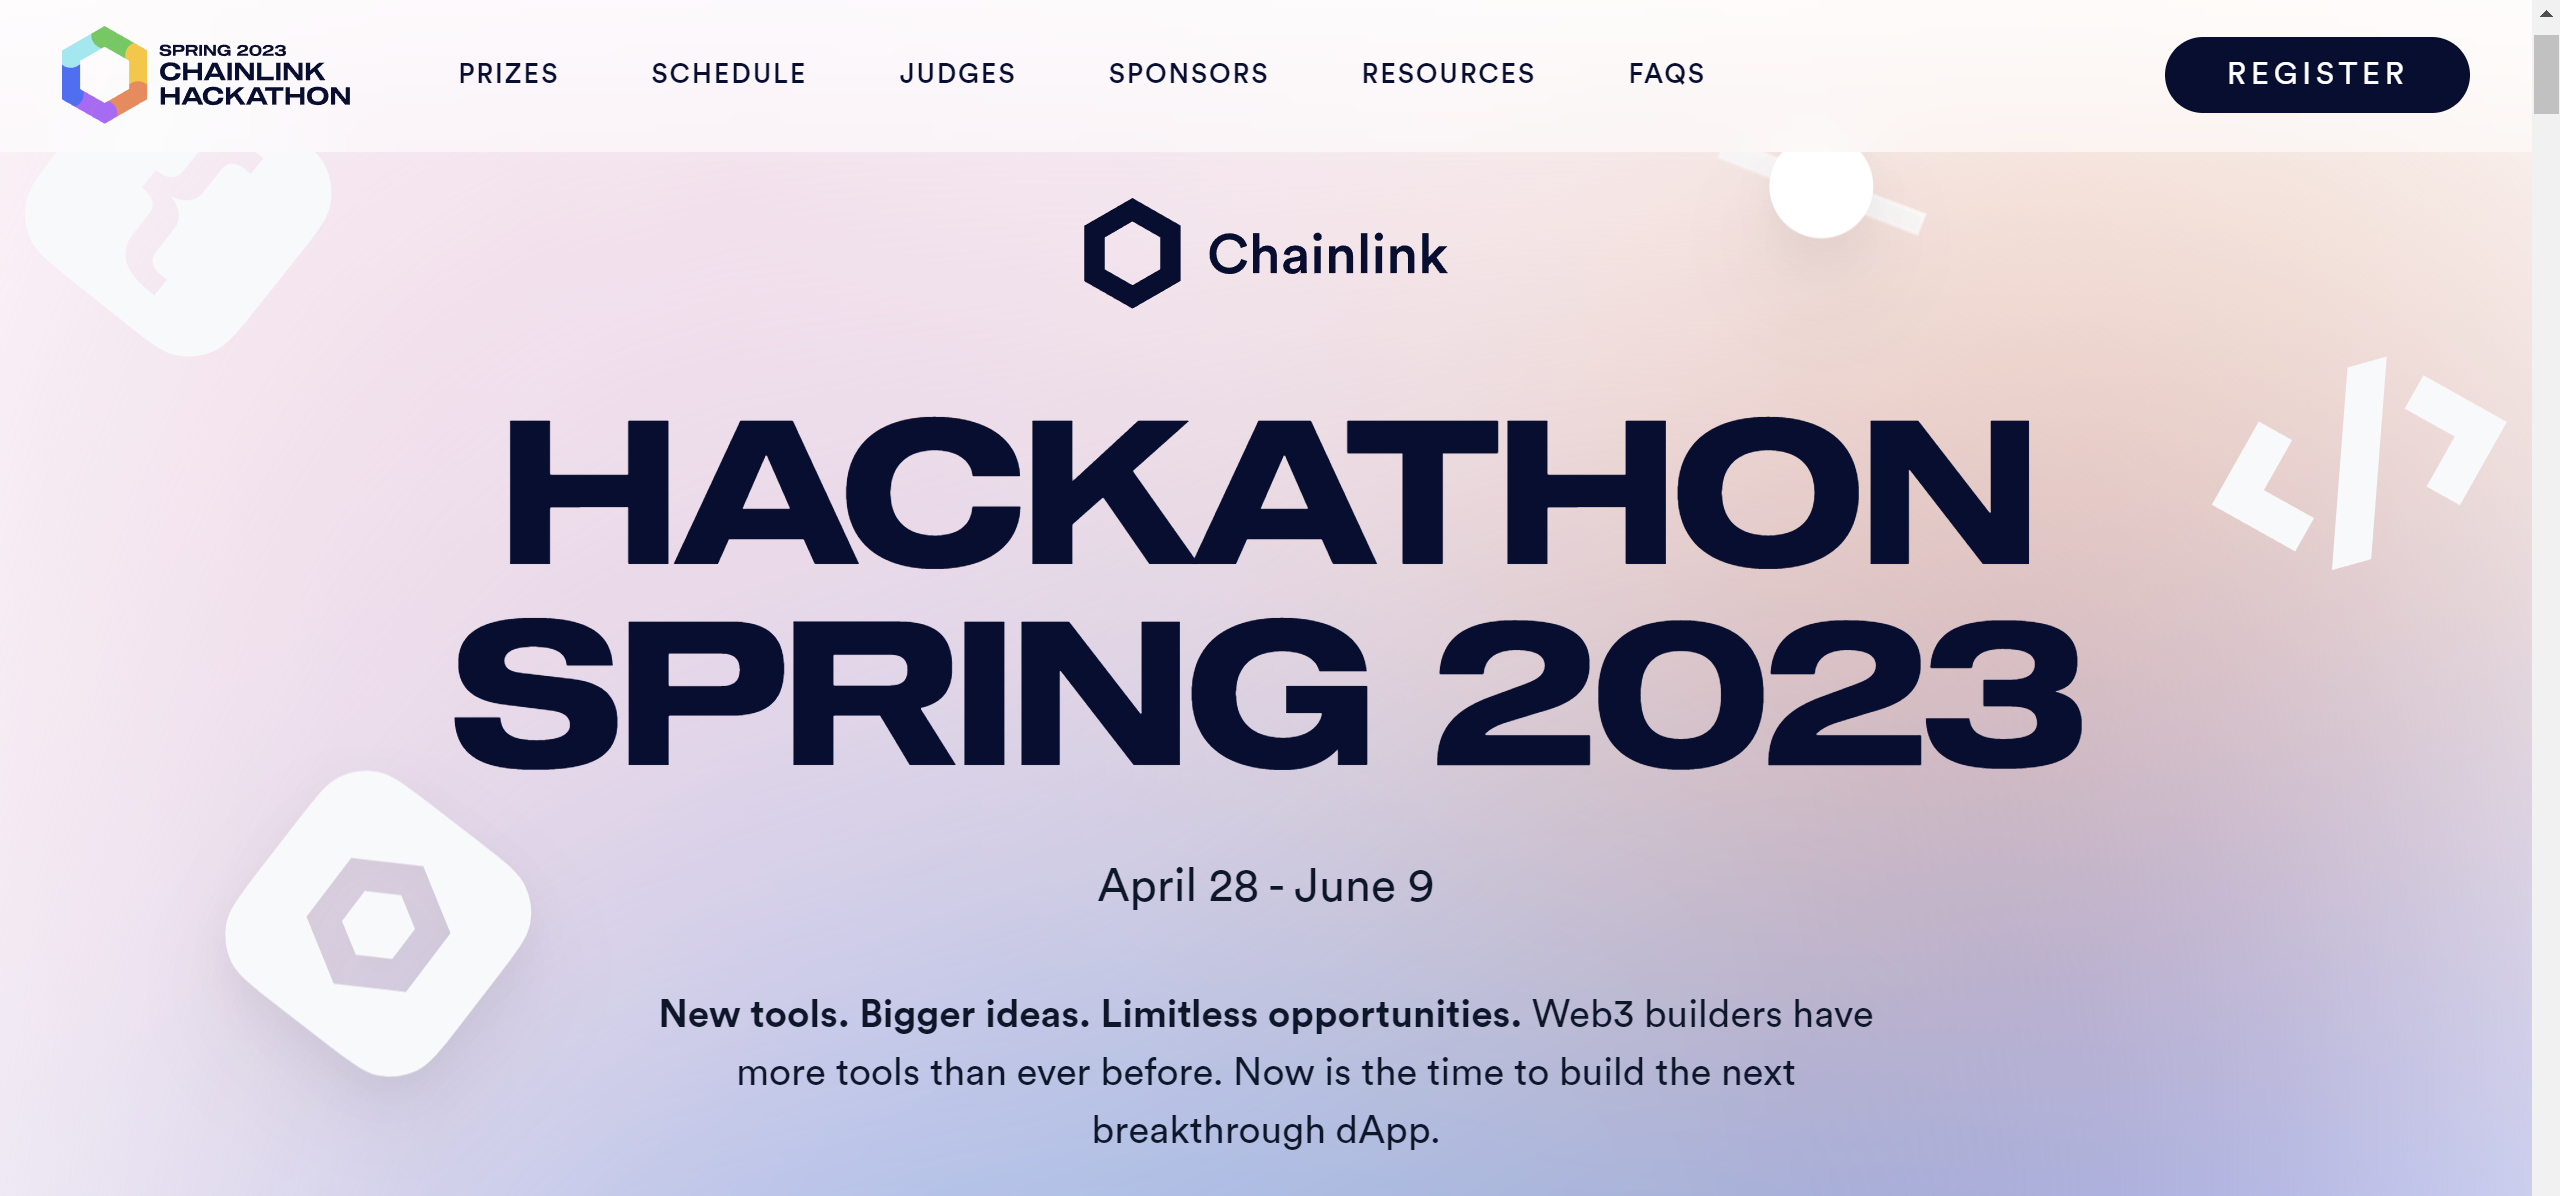 SPRING 2023
CHAINLINK
HACKATHON
PRIZES
SCHEDULE
JUDGES
SPONSORS
RESOURCES
FAQS
REGISTER
Chainlink
HACKATHON
SPRING 2023
April 28 - June 9
New tools. Bigger ideas. Limitless opportunities. Web3 builders have
more tools than ever before. Now is the time to build the next
breakthrough dApp.